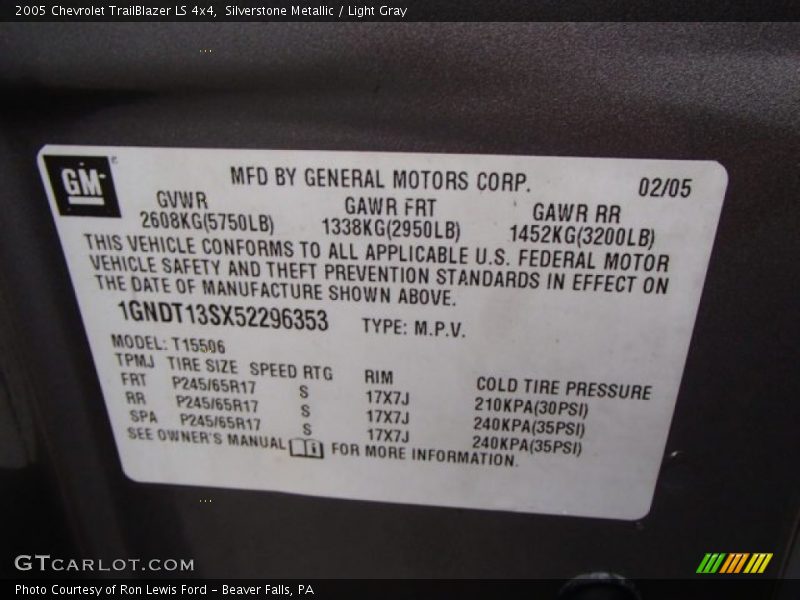 2005 Chevrolet TrailBlazer LS 4x4,  Silverstone Metallic / Light Gray
GM
MFD BY GENERAL MOTORS CORP. 02/05
GVWR GAWR FRT GAWR RR
2608KG(5750LB) 1338KG(2950LB) 1452KG(3200LB)
THIS VEHICLE CONFORMS TO ALL APPLICABLE U.S. FEDERAL MOTOR
VEHICLE SAFETY AND THEFT PREVENTION STANDARDS IN EFFECT ON
THE DATE OF MANUFACTURE SHOWN ABOVE.
1GNDT13SX52296353 TYPE: M.P.V.
MODEL: T15506
TPMJ TIRE SIZE SPEED RTG RIM COLD TIRE PRESSURE
FRT P245/65R17 S 17X7J 210KPA(30PSI)
RR P245/65R17 S 17X7J 240KPA(35PSI)
SPA P245/65R17 S 17X7J 240KPA(35PSI)
SEE OWNER'S MANUAL FOR MORE INFORMATION.
GTCARLOT.COM
Photo Courtesy of Ron Lewis Ford - Beaver Falls, PA